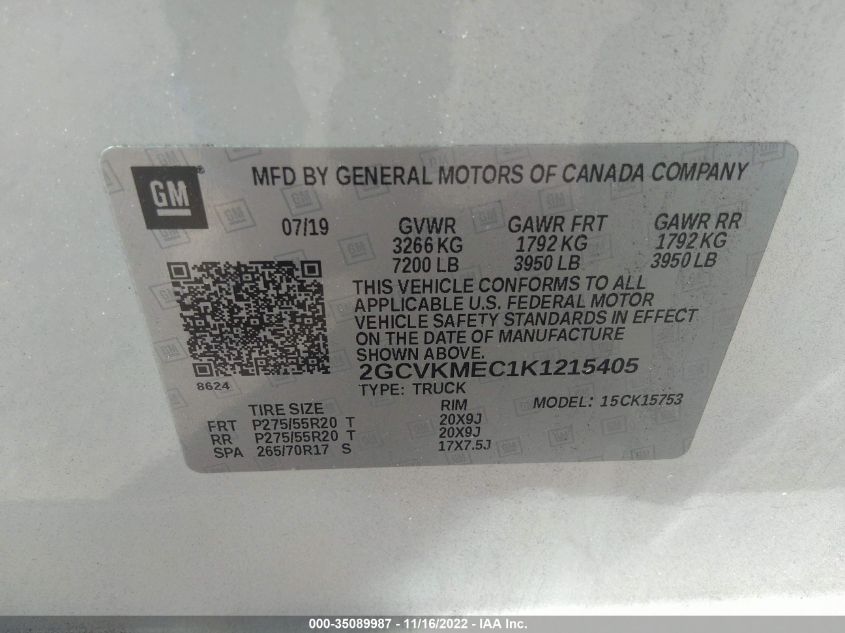 GM
MFD BY GENERAL MOTORS OF CANADA COMPANY
07/19 GVWR GAWR FRT GAWR RR
3266 KG 1792 KG 1792 KG
7200 LB 3950 LB 3950 LB
THIS VEHICLE CONFORMS TO ALL
APPLICABLE U.S. FEDERAL MOTOR
VEHICLE SAFETY STANDARDS IN EFFECT
ON THE DATE OF MANUFACTURE
SHOWN ABOVE.
2GCVKMEC1K1215405
8624
TYPE: TRUCK
TIRE SIZE RIM MODEL: 15CK15753
FRT P275/55R20 T 20X9J
RR P275/55R20 T 20X9J
SPA 265/70R17 S 17X7.5J
000-35089987 - 11/16/2022 - IAA Inc.